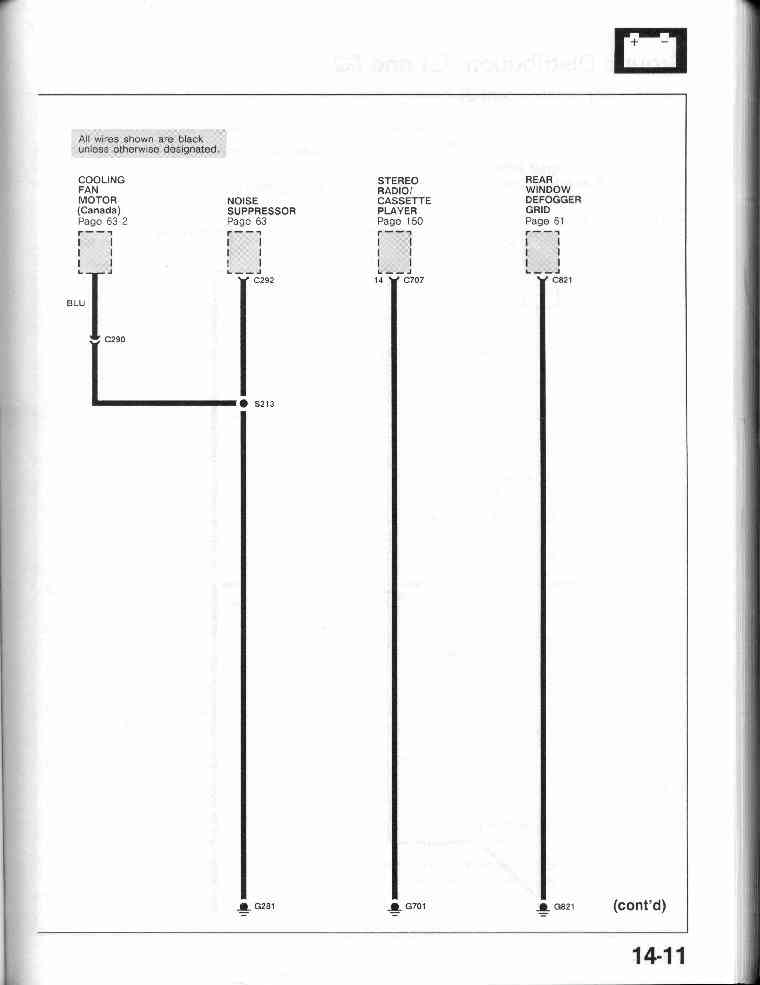 + -
All wires shown are black
unless otherwise designated.
COOLING
FAN
MOTOR
(Canada)
Page 63-2
NOISE
SUPPRESSOR
Page 63
STEREO
RADIO/
CASSETTE
PLAYER
Page 150
REAR
WINDOW
DEFOGGER
GRID
Page 61
C292
14 C707
C821
BLU
C290
S213
G281
G701
G821
(cont'd)
14-11